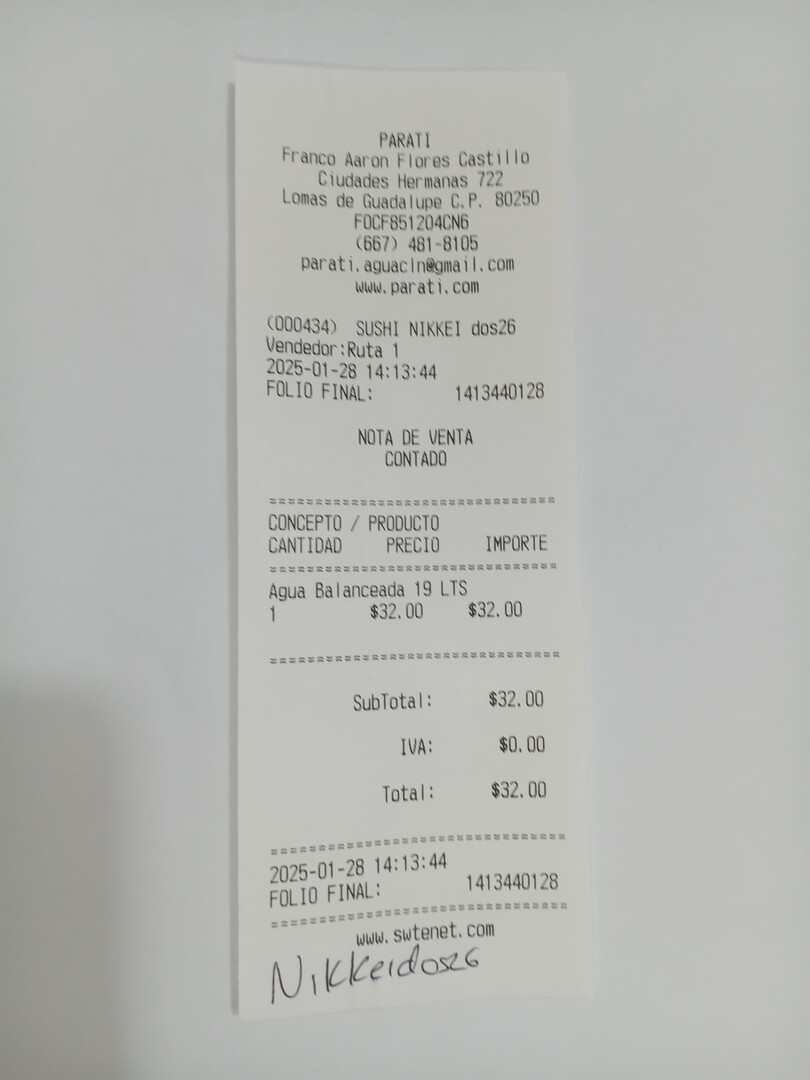 PARATI
Franco Aaron Flores Castillo
Ciudades Hermanas 722
Lomas de Guadalupe C.P. 80250
FOCF851204CN6
(667) 481-8105
parati.aguacln@gmail.com
www.parati.com
(000434) SUSHI NIKKEI dos26
Vendedor:Ruta 1
2025-01-28 14:13:44
FOLIO FINAL: 1413440128
NOTA DE VENTA
CONTADO
================================
CONCEPTO / PRODUCTO
CANTIDAD PRECIO IMPORTE
================================
Agua Balanceada 19 LTS
1 $32.00 $32.00
================================
SubTotal: $32.00
IVA: $0.00
Total: $32.00
================================
2025-01-28 14:13:44
FOLIO FINAL: 1413440128
================================
www.swtenet.com
Nikkeidos26